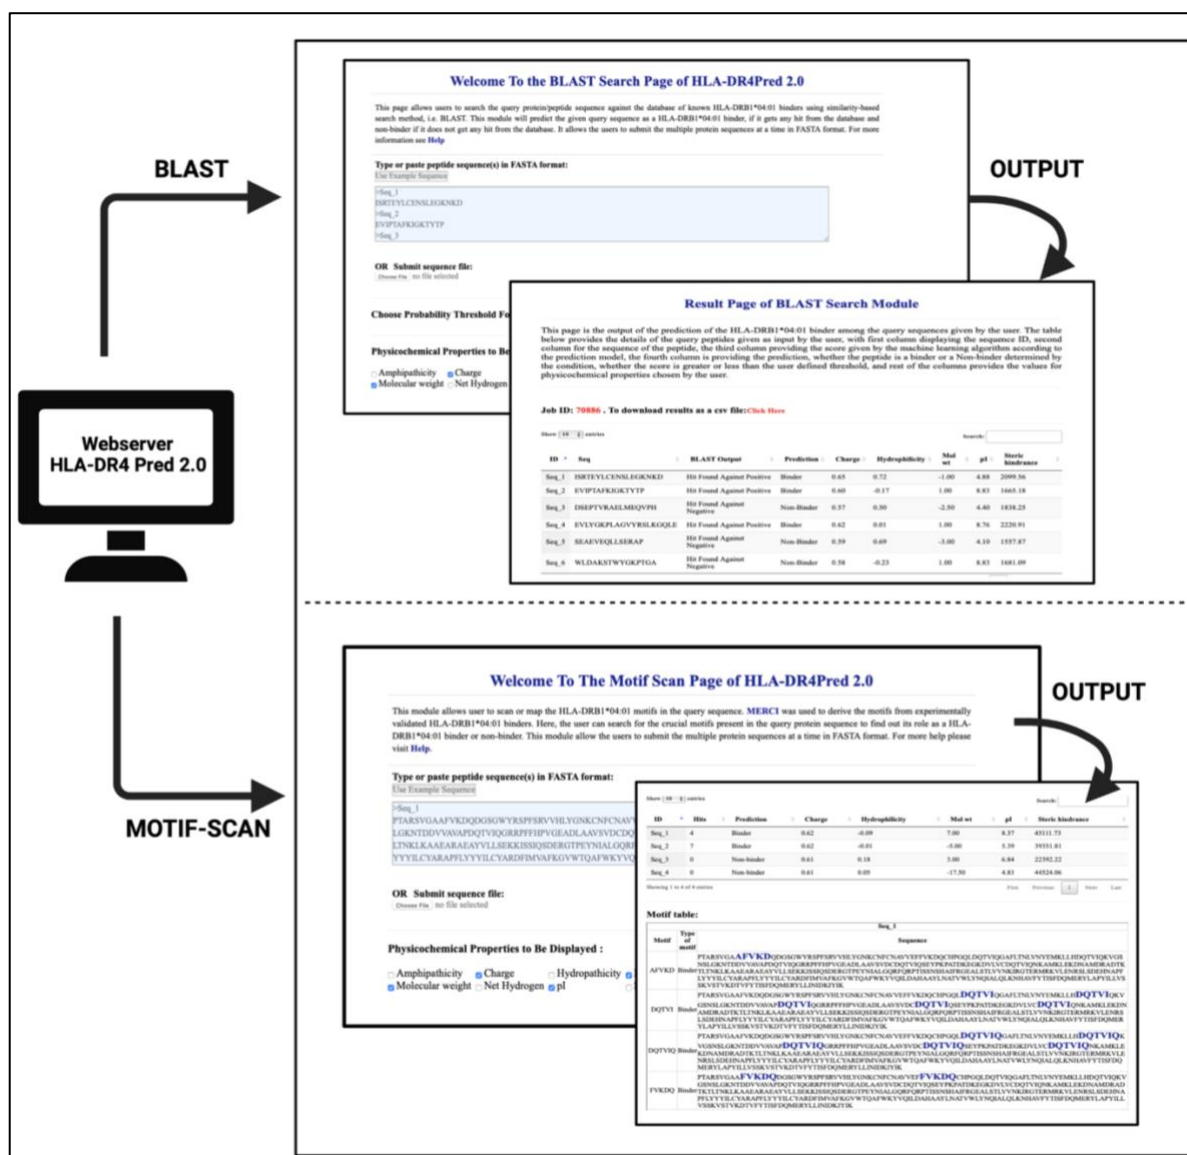 BLAST
Webserver
HLA-DR4 Pred 2.0
MOTIF-SCAN
Welcome To the BLAST Search Page of HLA-DR4Pred 2.0
This page allows users to search the query protein/peptide sequence against the database of known HLA-DRB1*04:01 binders using similarity-based
search method, i.e. BLAST. This module will predict the given query sequence as a HLA-DRB1*04:01 binder, if it gets any hit from the database and
non-binder if it does not get any hit from the database. It allows the users to submit the multiple protein sequences at a time in FASTA format. For more
information see Help
Type or paste peptide sequence(s) in FASTA format:
Use Example Sequence
>Seq_1
ISRTEYLCENSLEGKNKD
>Seq_2
EVIPTAFKIGKTYTP
>Seq_3
OR Submit sequence file:
Choose File no file selected
Choose Probability Threshold Fo
Physicochemical Properties to Be
Amphipathicity Charge
Molecular weight Net Hydrogen
OUTPUT
Result Page of BLAST Search Module
This page is the output of the prediction of the HLA-DRB1*04:01 binder among the query sequences given by the user. The table
below provides the details of the query peptides given as input by the user, with first column displaying the sequence ID, second
column for the sequence of the peptide, the third column providing the score given by the machine learning algorithm according to
the prediction model, the fourth column is providing the prediction, whether the peptide is a binder or a Non-binder determined by
the condition, whether the score is greater or less than the user defined threshold, and rest of the columns provides the values for
physicochemical properties chosen by the user.
Job ID: 70886 . To download results as a csv file:Click Here
Show 10 entries Search:
ID Seq BLAST Output Prediction Charge Hydrophilicity Mol wt pI Steric hindrance
Seq_1 ISRTEYLCENSLEGKNKD Hit Found Against Positive Binder 0.65 0.72 -1.00 4.88 2099.56
Seq_2 EVIPTAFKIGKTYTP Hit Found Against Positive Binder 0.60 -0.17 1.00 8.83 1665.18
Seq_3 DSEPTVRAELMEQVPH Hit Found Against Negative Non-Binder 0.57 0.50 -2.50 4.40 1838.25
Seq_4 EVLYGKPLAGVYRSLKGQLE Hit Found Against Positive Binder 0.62 0.01 1.00 8.76 2220.91
Seq_5 SEAEVEQLLSERAP Hit Found Against Negative Non-Binder 0.59 0.69 -3.00 4.10 1557.87
Seq_6 WLDAKSTWYGKPTGA Hit Found Against Negative Non-Binder 0.58 -0.23 1.00 8.83 1681.09
Welcome To The Motif Scan Page of HLA-DR4Pred 2.0
This module allows user to scan or map the HLA-DRB1*04:01 motifs in the query sequence. MERCI was used to derive the motifs from experimentally
validated HLA-DRB1*04:01 binders. Here, the user can search for the crucial motifs present in the query protein sequence to find out its role as a HLA-
DRB1*04:01 binder or non-binder. This module allow the users to submit the multiple protein sequences at a time in FASTA format. For more help please
visit Help.
Type or paste peptide sequence(s) in FASTA format:
Use Example Sequence
>Seq_1
PTARSVGAAFVKDQDGSGWYRSPFSRVVHLYGNKCNFCNAV
LGKNTDDVVAVAPDQTVIQGRRPFFHPVGEADLAAVSVDCDQ
LTNKLKAAEARAEAYVLLSEKKISSIQSDERGTPEYNIALGQRF
YYYILCYARAPFLYYYILCYARDFIMVAFKGVWTQAFWKYVQ
OR Submit sequence file:
Choose File no file selected
Physicochemical Properties to Be Displayed :
Amphipathicity Charge Hydropathicity
Molecular weight Net Hydrogen pI
OUTPUT
Show 10 entries Search:
ID Hits Prediction Charge Hydrophilicity Mol wt pI Steric hindrance
Seq_1 4 Binder 0.62 -0.09 7.00 8.37
Seq_2 7 Binder 0.62 -0.01 -5.00 5.39
Seq_3 0 Non-binder 0.61 0.18 3.00 6.84 22392.22
Seq_4 0 Non-binder 0.61 0.05 -17.50 4.83 44524.06
Showing 1 to 4 of 4 entries First Previous 1 Next Last
Motif table:
Seq_1
Motif Type of motif Sequence
AFVKD Binder
DQTVI Binder
DQTVIQ Binder
FVKDQ Binder